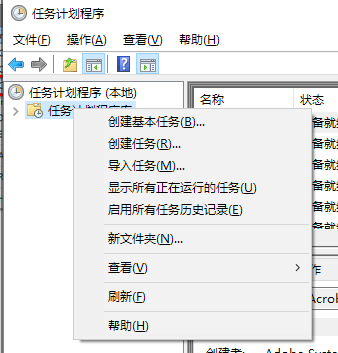 任务计划程序
文件(F) 操作(A) 查看(V) 帮助(H)
任务计划程序 (本地)
任务计划程序库
名称 状态
创建基本任务(B)...
创建任务(R)...
导入任务(M)...
显示所有正在运行的任务(U)
启用所有任务历史记录(E)
新文件夹(N)...
查看(V)
刷新(F)
帮助(H)
备就
备就
备就
备就
备就
作
Acrob
创建者: Adobe Syste